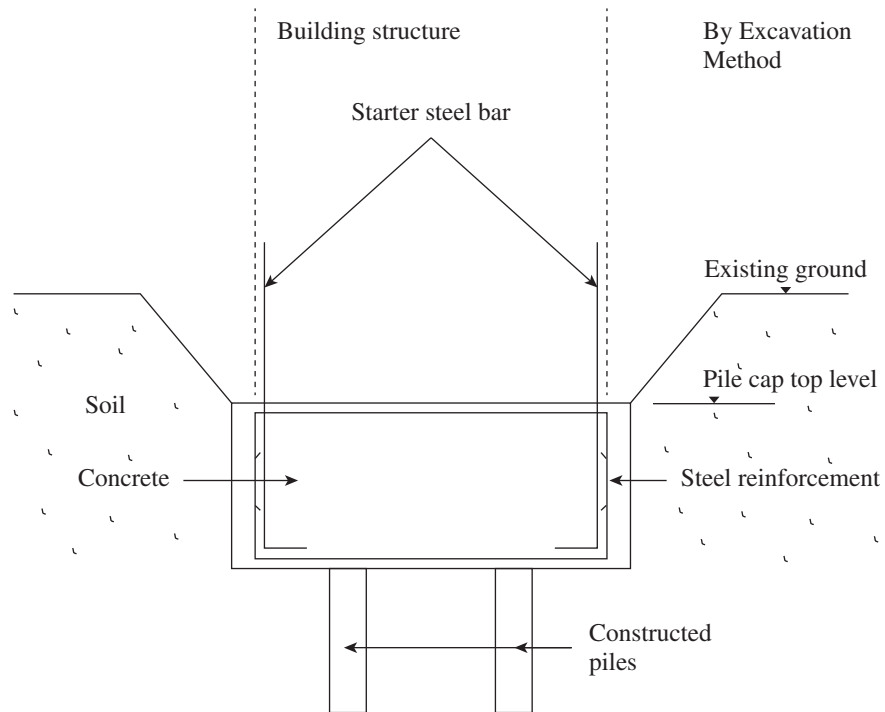 Building structure
By Excavation
Method
Starter steel bar
Existing ground
Pile cap top level
Soil
Concrete
Steel reinforcement
Constructed
piles